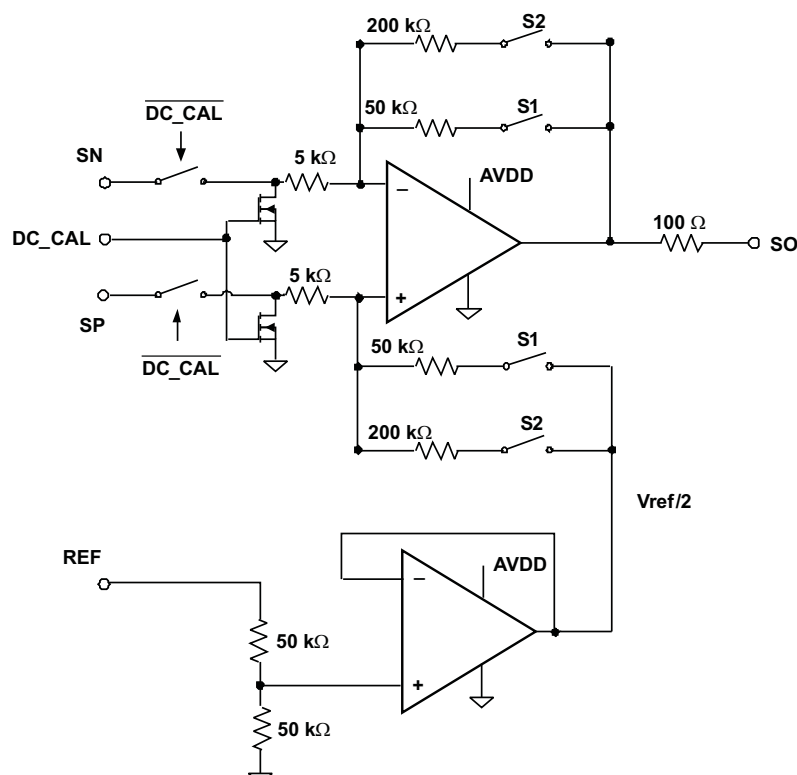 200 kΩ
S2
50 kΩ
S1
DC_CAL
SN
5 kΩ
−
AVDD
100 Ω
SO
DC_CAL
5 kΩ
+
SP
DC_CAL
50 kΩ
S1
200 kΩ
S2
Vref/2
REF
−
AVDD
50 kΩ
+
50 kΩ